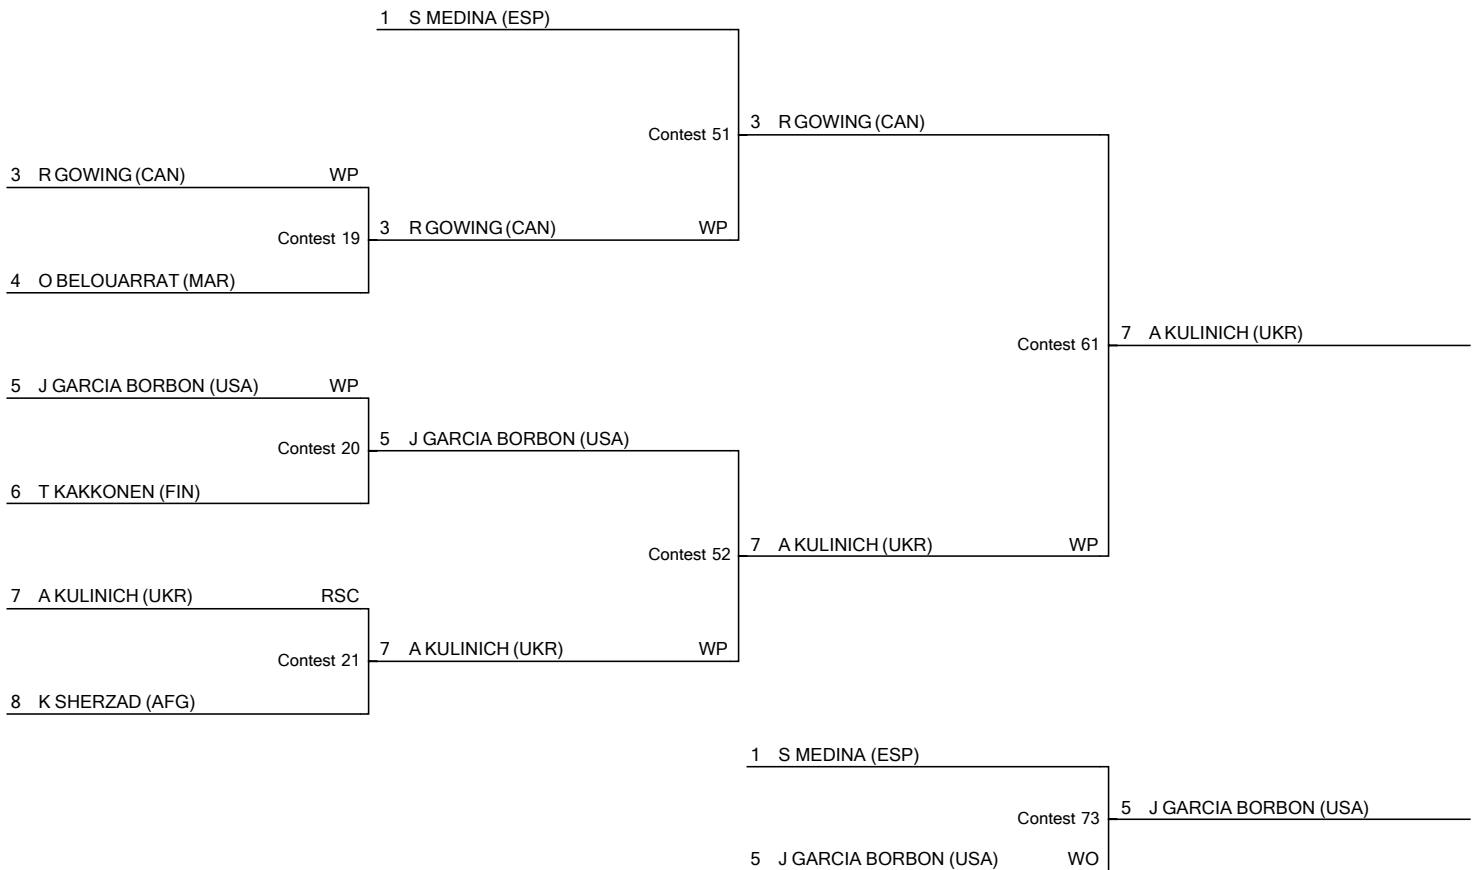 1 S MEDINA (ESP)
Contest 51
3 R GOWING (CAN)
3 R GOWING (CAN) WP
Contest 19
3 R GOWING (CAN) WP
4 O BELOUARRAT (MAR)
Contest 61
7 A KULINICH (UKR)
5 J GARCIA BORBON (USA) WP
Contest 20
5 J GARCIA BORBON (USA)
6 T KAKKONEN (FIN)
Contest 52
7 A KULINICH (UKR) WP
7 A KULINICH (UKR) RSC
Contest 21
7 A KULINICH (UKR) WP
8 K SHERZAD (AFG)
1 S MEDINA (ESP)
Contest 73
5 J GARCIA BORBON (USA)
5 J GARCIA BORBON (USA) WO